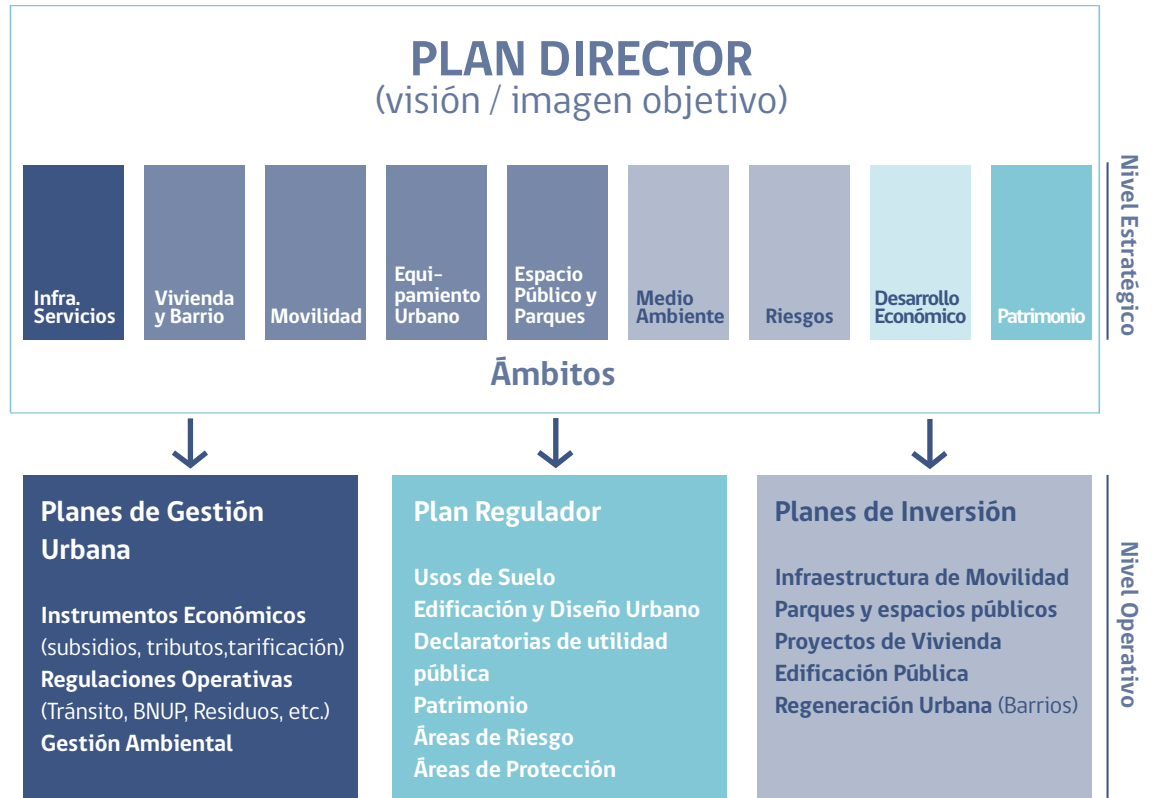 PLAN DIRECTOR
(visión / imagen objetivo)
Infra.
Servicios
Vivienda
y Barrio
Movilidad
Equi-
pamiento
Urbano
Espacio
Público y
Parques
Medio
Ambiente
Riesgos
Desarrollo
Económico
Patrimonio
Ámbitos
Nivel Estratégico
Planes de Gestión
Urbana
Instrumentos Económicos
(subsidios, tributos,tarificación)
Regulaciones Operativas
(Tránsito, BNUP, Residuos, etc.)
Gestión Ambiental
Plan Regulador
Usos de Suelo
Edificación y Diseño Urbano
Declaratorias de utilidad
pública
Patrimonio
Áreas de Riesgo
Áreas de Protección
Planes de Inversión
Infraestructura de Movilidad
Parques y espacios públicos
Proyectos de Vivienda
Edificación Pública
Regeneración Urbana (Barrios)
Nivel Operativo